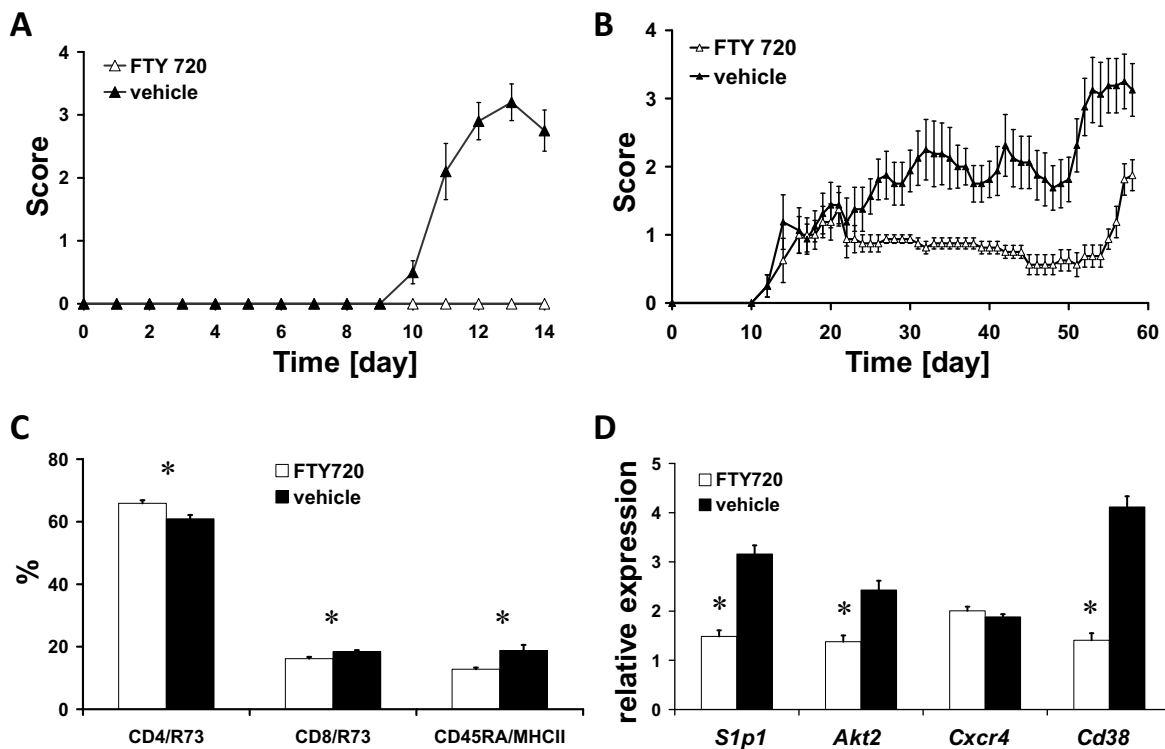 A
FTY 720
vehicle
Score
4
3
2
1
0
0 2 4 6 8 10 12 14
Time [day]
B
FTY 720
vehicle
Score
4
3
2
1
0
0 10 20 30 40 50 60
Time [day]
C
FTY720
vehicle
%
80
60
40
20
0
* * *
CD4/R73 CD8/R73 CD45RA/MHCII
D
FTY720
vehicle
relative expression
5
4
3
2
1
0
* * *
S1p1 Akt2 Cxcr4 Cd38